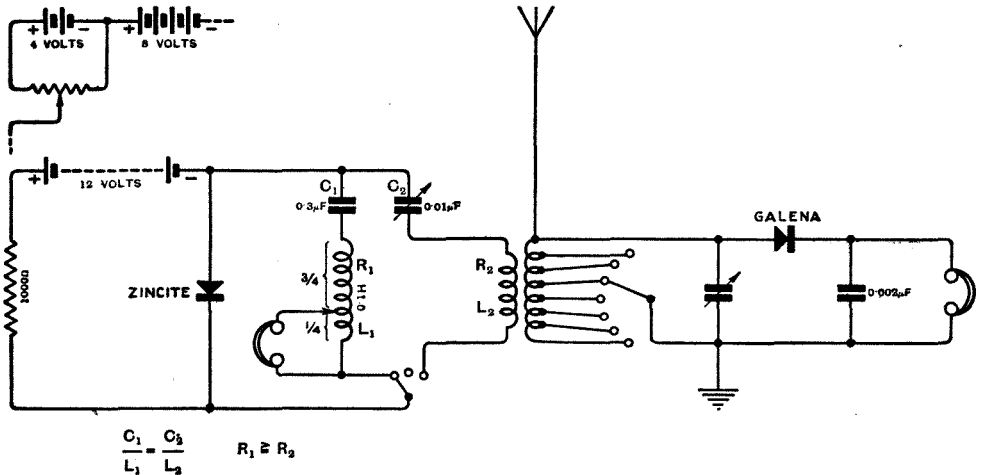 + -
4 VOLTS
+ -
8 VOLTS
+ -
12 VOLTS
1000Ω
ZINCITE
C₁
0·3µF
C₂
0·01µF
3/4
1/4
R₁
0·1H
L₁
R₂
L₂
GALENA
0·002µF
C₁/L₁ = C₂/L₂
R₁ ≧ R₂